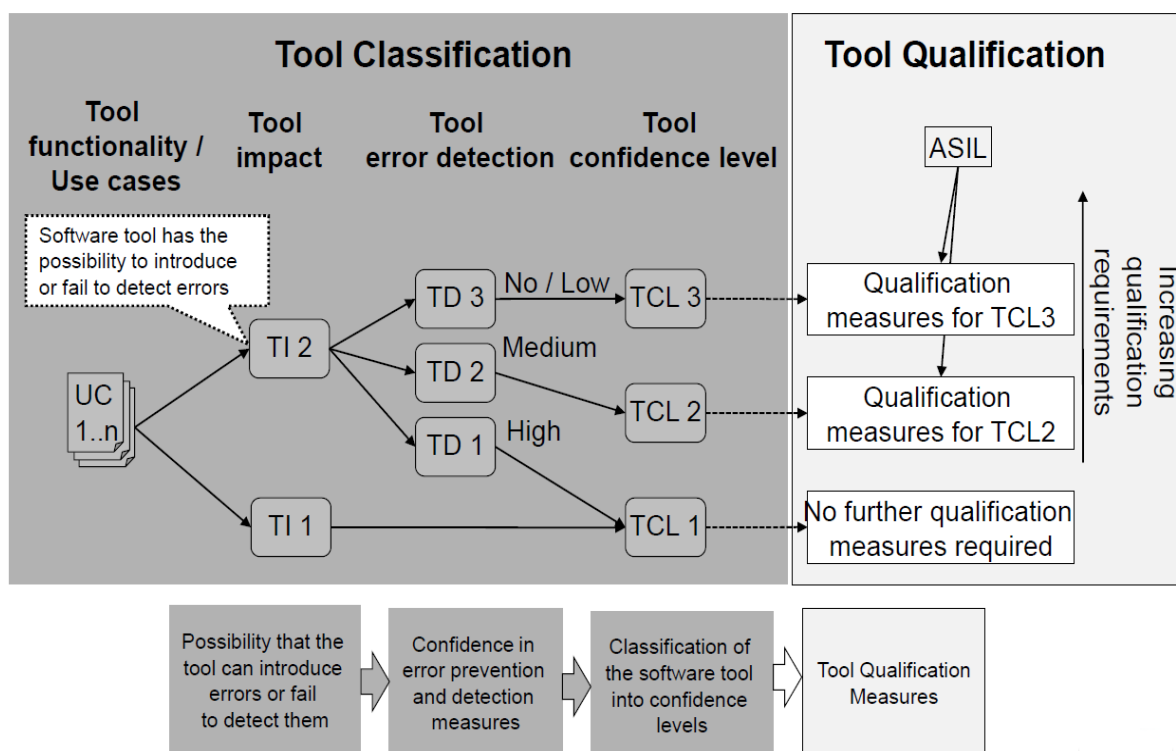 Tool Classification
Tool Qualification
Tool
functionality /
Use cases
Tool
impact
Tool
error detection
Tool
confidence level
ASIL
Software tool has the
possibility to introduce
or fail to detect errors
TD 3
No / Low
TCL 3
Qualification
measures for TCL3
TI 2
TD 2
Medium
TCL 2
Qualification
measures for TCL2
UC
1..n
TD 1
High
TI 1
TCL 1
No further qualification
measures required
Increasing
qualification
requirements
Possibility that the
tool can introduce
errors or fail
to detect them
Confidence in
error prevention
and detection
measures
Classification of
the software tool
into confidence
levels
Tool Qualification
Measures